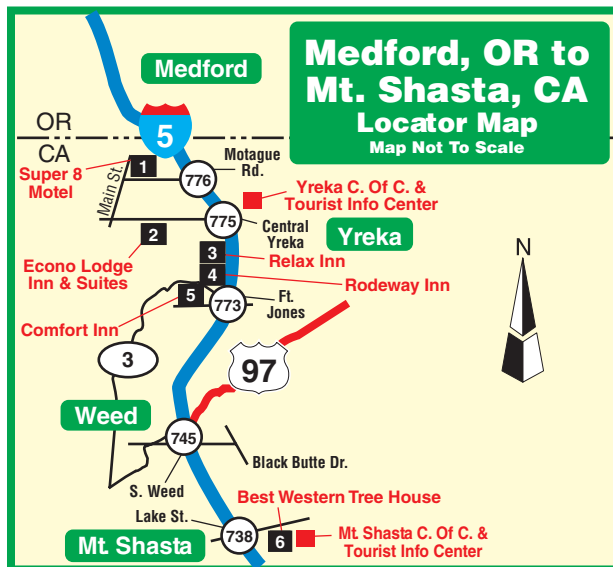 Medford, OR to
Mt. Shasta, CA
Locator Map
Map Not To Scale
Medford
OR
CA
5
Super 8
Motel
1
Main St.
Motague
Rd.
776
Yreka C. Of C. &
Tourist Info Center
775
Central
Yreka
Yreka
2
Econo Lodge
Inn & Suites
3
Relax Inn
4
Rodeway Inn
5
Comfort Inn
773
Ft.
Jones
N
3
97
Weed
745
S. Weed
Black Butte Dr.
Best Western Tree House
Lake St.
738
6
Mt. Shasta
Mt. Shasta C. Of C. &
Tourist Info Center